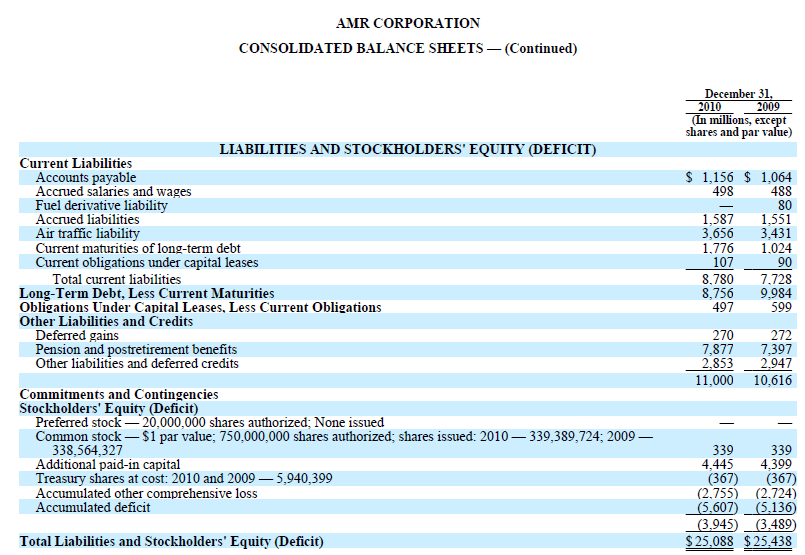 AMR CORPORATION
CONSOLIDATED BALANCE SHEETS — (Continued)
December 31,
2010 2009
(In millions, except
shares and par value)
LIABILITIES AND STOCKHOLDERS' EQUITY (DEFICIT)
Current Liabilities
Accounts payable $ 1,156 $ 1,064
Accrued salaries and wages 498 488
Fuel derivative liability — 80
Accrued liabilities 1,587 1,551
Air traffic liability 3,656 3,431
Current maturities of long-term debt 1,776 1,024
Current obligations under capital leases 107 90
Total current liabilities 8,780 7,728
Long-Term Debt, Less Current Maturities 8,756 9,984
Obligations Under Capital Leases, Less Current Obligations 497 599
Other Liabilities and Credits
Deferred gains 270 272
Pension and postretirement benefits 7,877 7,397
Other liabilities and deferred credits 2,853 2,947
11,000 10,616
Commitments and Contingencies
Stockholders' Equity (Deficit)
Preferred stock — 20,000,000 shares authorized; None issued — —
Common stock — $1 par value; 750,000,000 shares authorized; shares issued: 2010 — 339,389,724; 2009 —
338,564,327 339 339
Additional paid-in capital 4,445 4,399
Treasury shares at cost: 2010 and 2009 — 5,940,399 (367) (367)
Accumulated other comprehensive loss (2,755) (2,724)
Accumulated deficit (5,607) (5,136)
(3,945) (3,489)
Total Liabilities and Stockholders' Equity (Deficit) $25,088 $25,438